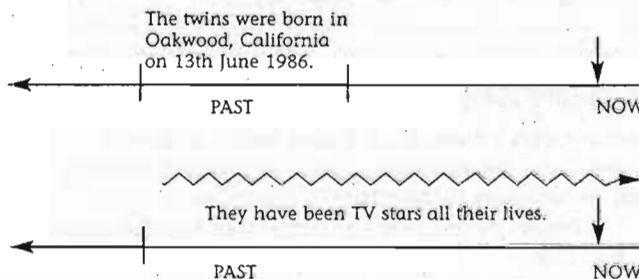 The twins were born in
Oakwood, California
on 13th June 1986.
PAST NOW
They have been TV stars all their lives.
PAST NOW